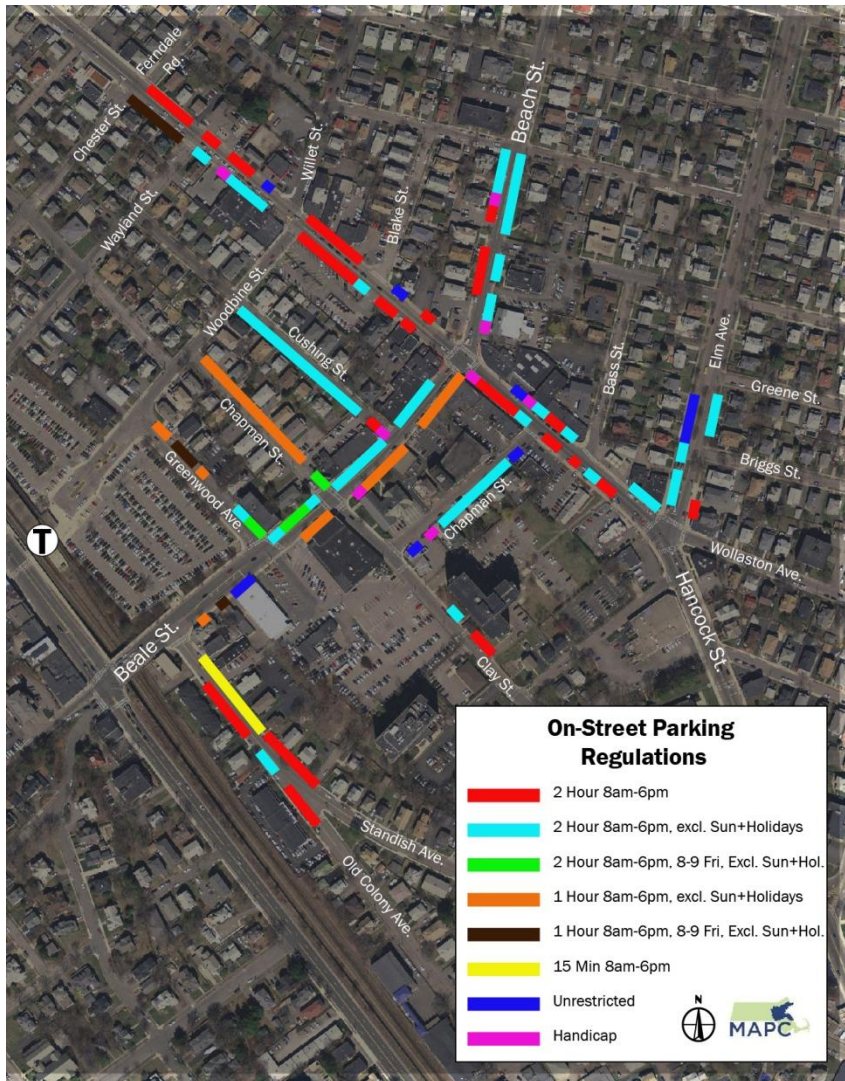 Ferndale
Rd.
Chester St.
Wayland St.
Willet St.
Blake St.
Beach St.
Woodbine St.
Cushing St.
Chapman St.
Greenwood Ave.
Bass St.
Elm Ave.
Greene St.
Briggs St.
Wollaston Ave.
Chapman St.
T
Beale St.
Hancock St.
Clay St.
Standish Ave.
Old Colony Ave.
On-Street Parking
Regulations
2 Hour 8am-6pm
2 Hour 8am-6pm, excl. Sun+Holidays
2 Hour 8am-6pm, 8-9 Fri, Excl. Sun+Hol.
1 Hour 8am-6pm, excl. Sun+Holidays
1 Hour 8am-6pm, 8-9 Fri, Excl. Sun+Hol.
15 Min 8am-6pm
Unrestricted
Handicap
N
MAPC